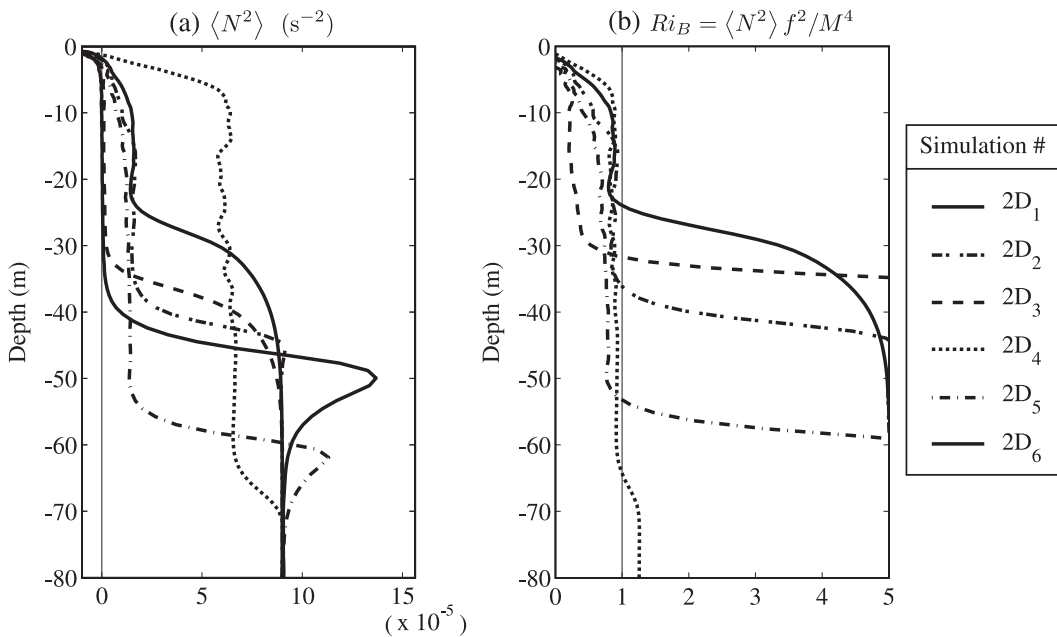 (a) ⟨N²⟩ (s⁻²)
(b) Ri_B = ⟨N²⟩ f²/M⁴
0
-10
-20
-30
-40
-50
-60
-70
-80
Depth (m)
0 5 10 15
( x 10⁻⁵)
0
-10
-20
-30
-40
-50
-60
-70
-80
Depth (m)
0 1 2 3 4 5
Simulation #
2D₁
2D₂
2D₃
2D₄
2D₅
2D₆